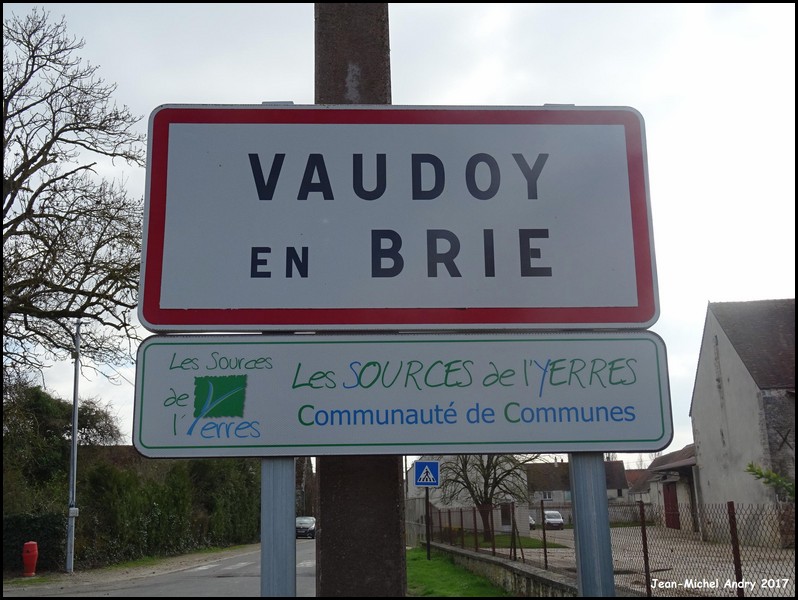 VAUDOY
EN BRIE
Les Sources
de
l'Yerres
Les SOURCES de l'YERRES
Communauté de Communes
Jean-Michel Andry 2017